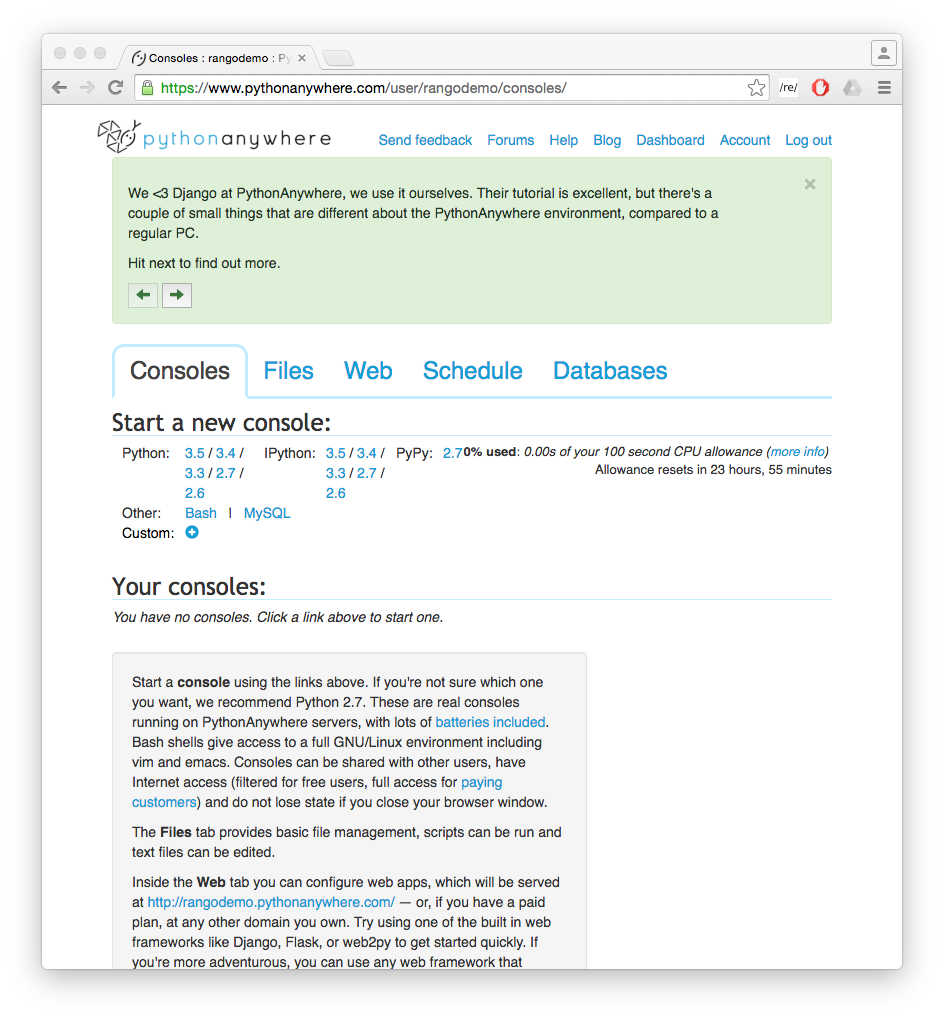 Consoles : rangodemo : Py
https://www.pythonanywhere.com/user/rangodemo/consoles/
/re/
pythonanywhere
Send feedback Forums Help Blog Dashboard Account Log out
We <3 Django at PythonAnywhere, we use it ourselves. Their tutorial is excellent, but there's a
couple of small things that are different about the PythonAnywhere environment, compared to a
regular PC.
Hit next to find out more.
Consoles Files Web Schedule Databases
Start a new console:
Python: 3.5 / 3.4 / IPython: 3.5 / 3.4 / PyPy: 2.7 0% used: 0.00s of your 100 second CPU allowance (more info)
3.3 / 2.7 / 3.3 / 2.7 / Allowance resets in 23 hours, 55 minutes
2.6 2.6
Other: Bash | MySQL
Custom:
Your consoles:
You have no consoles. Click a link above to start one.
Start a console using the links above. If you're not sure which one
you want, we recommend Python 2.7. These are real consoles
running on PythonAnywhere servers, with lots of batteries included.
Bash shells give access to a full GNU/Linux environment including
vim and emacs. Consoles can be shared with other users, have
Internet access (filtered for free users, full access for paying
customers) and do not lose state if you close your browser window.
The Files tab provides basic file management, scripts can be run and
text files can be edited.
Inside the Web tab you can configure web apps, which will be served
at http://rangodemo.pythonanywhere.com/ — or, if you have a paid
plan, at any other domain you own. Try using one of the built in web
frameworks like Django, Flask, or web2py to get started quickly. If
you're more adventurous, you can use any web framework that